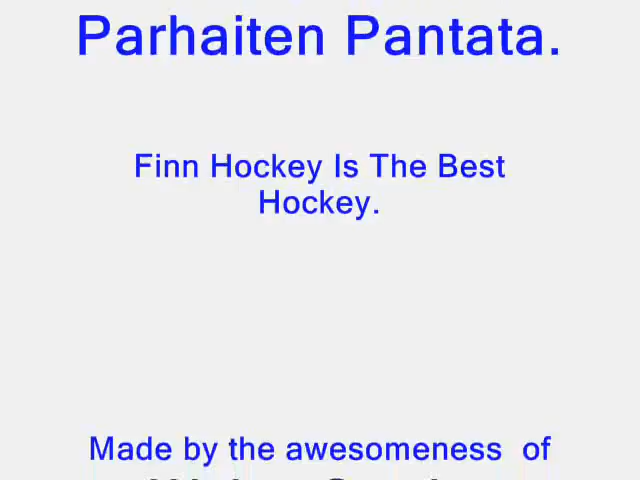 Parhaiten Pantata.
Finn Hockey Is The Best
Hockey.
Made by the awesomeness of